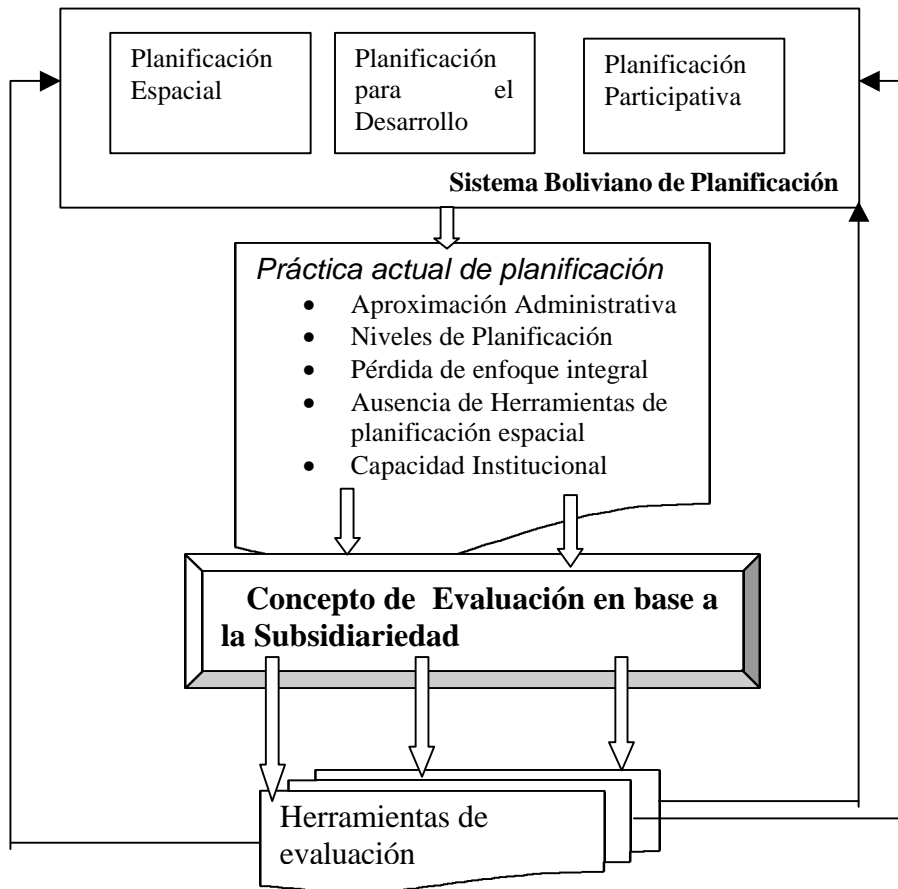 Planificación
Espacial
Planificación
para el
Desarrollo
Planificación
Participativa
Sistema Boliviano de Planificación
Práctica actual de planificación
• Aproximación Administrativa
• Niveles de Planificación
• Pérdida de enfoque integral
• Ausencia de Herramientas de
planificación espacial
• Capacidad Institucional
Concepto de Evaluación en base a
la Subsidiariedad
Herramientas de
evaluación